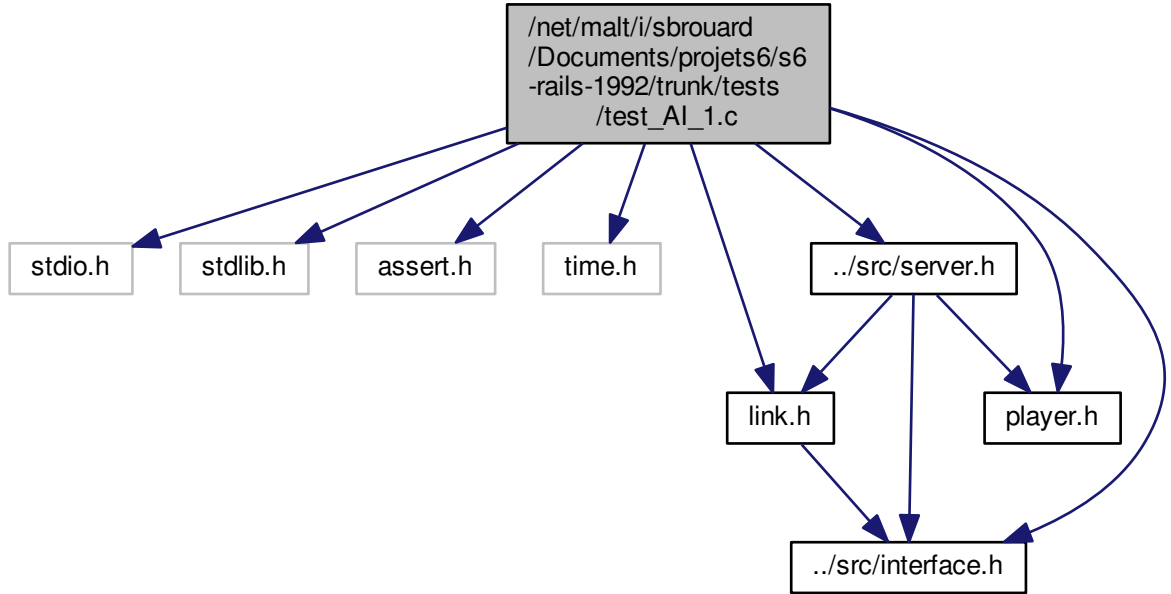 /net/malt/i/sbrouard
/Documents/projets6/s6
-rails-1992/trunk/tests
/test_AI_1.c
stdio.h
stdlib.h
assert.h
time.h
../src/server.h
link.h
player.h
../src/interface.h